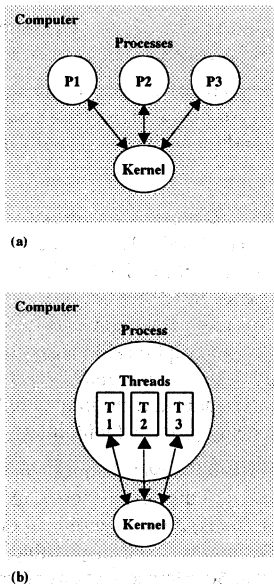 Computer
Processes
P1 P2 P3
Kernel
(a)
Computer
Process
Threads
T T T
1 2 3
Kernel
(b)